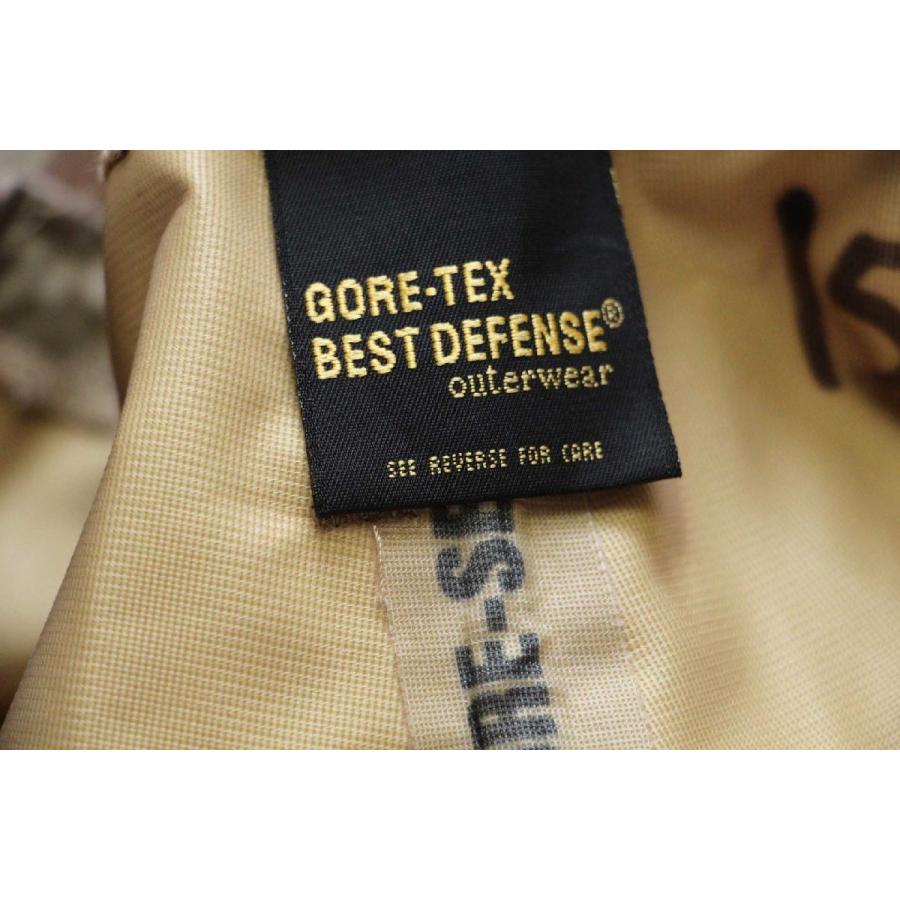 GORE-TEX
BEST DEFENSE®
outerwear
SEE REVERSE FOR CARE